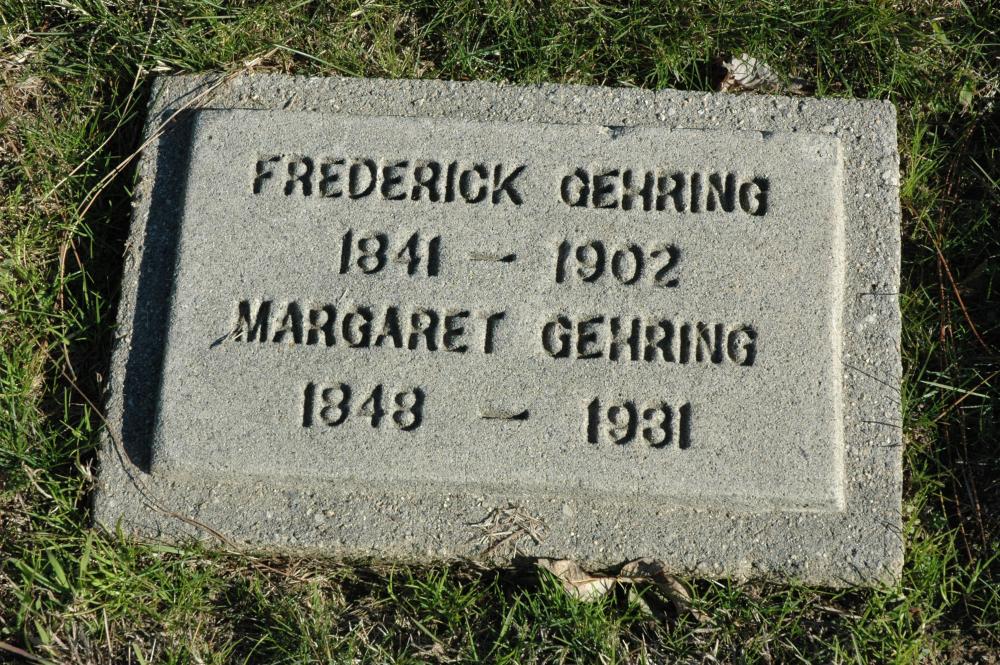 FREDERICK GEHRING
1841 - 1902
MARGARET GEHRING
1848 - 1931